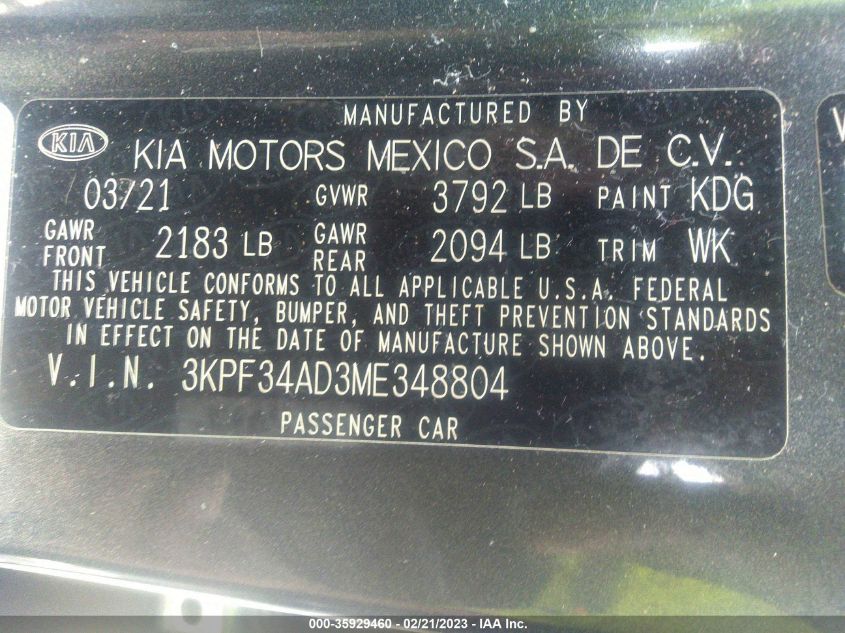 MANUFACTURED BY
KIA KIA MOTORS MEXICO S.A. DE C.V.
03/21 GVWR 3792 LB PAINT KDG
GAWR FRONT 2183 LB GAWR REAR 2094 LB TRIM WK
THIS VEHICLE CONFORMS TO ALL APPLICABLE U.S.A. FEDERAL
MOTOR VEHICLE SAFETY, BUMPER, AND THEFT PREVENTION STANDARDS
IN EFFECT ON THE DATE OF MANUFACTURE SHOWN ABOVE.
V.I.N. 3KPF34AD3ME348804
PASSENGER CAR
000-35929460 - 02/21/2023 - IAA Inc.